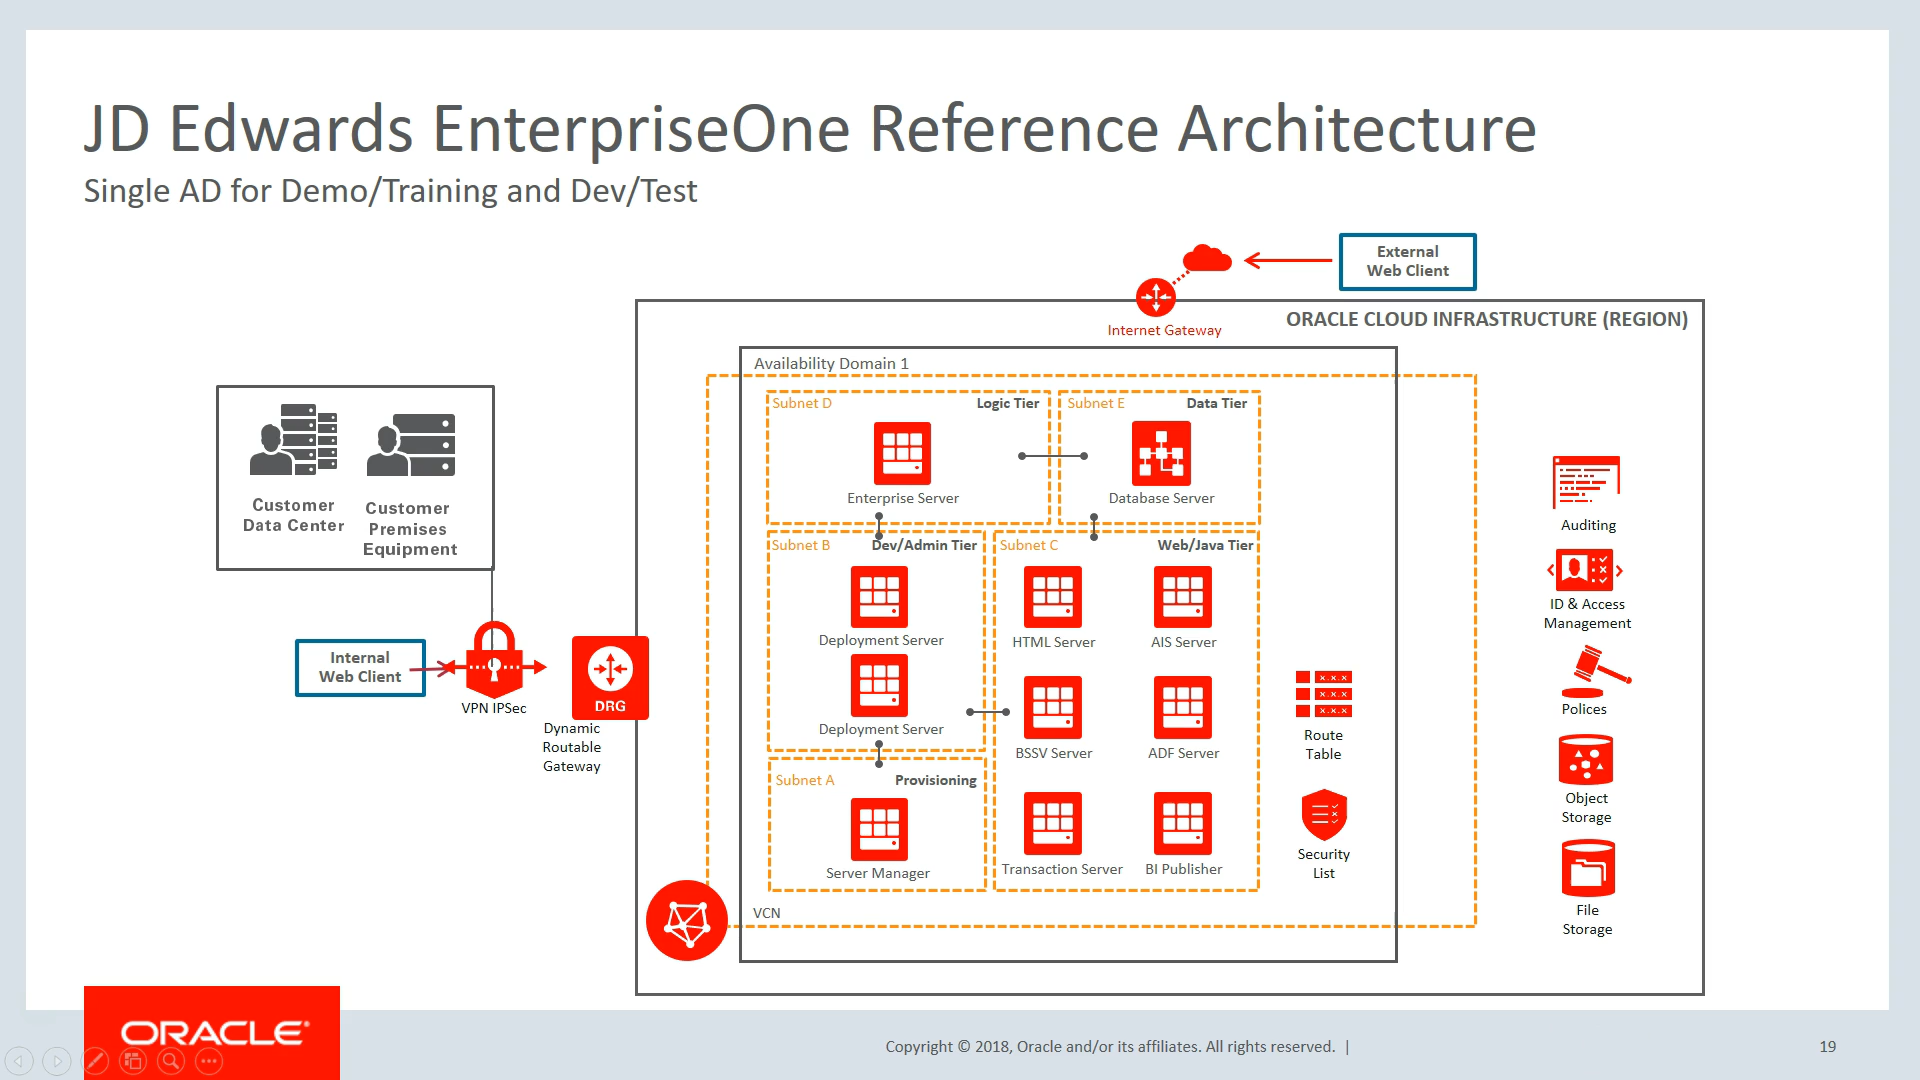 JD Edwards EnterpriseOne Reference Architecture
Single AD for Demo/Training and Dev/Test
External
Web Client
Internet Gateway
ORACLE CLOUD INFRASTRUCTURE (REGION)
Availability Domain 1
Subnet D
Logic Tier
Enterprise Server
Subnet E
Data Tier
Database Server
Customer
Data Center
Customer
Premises
Equipment
Internal
Web Client
VPN IPSec
DRG
Dynamic
Routable
Gateway
Subnet B
Dev/Admin Tier
Deployment Server
Deployment Server
Subnet C
Web/Java Tier
HTML Server
AIS Server
BSSV Server
ADF Server
Transaction Server
BI Publisher
Subnet A
Provisioning
Server Manager
VCN
x.x.x
x.x.x
x.x.x
Route
Table
Security
List
Auditing
ID & Access
Management
Polices
Object
Storage
File
Storage
ORACLE®
Copyright © 2018, Oracle and/or its affiliates. All rights reserved. |
19